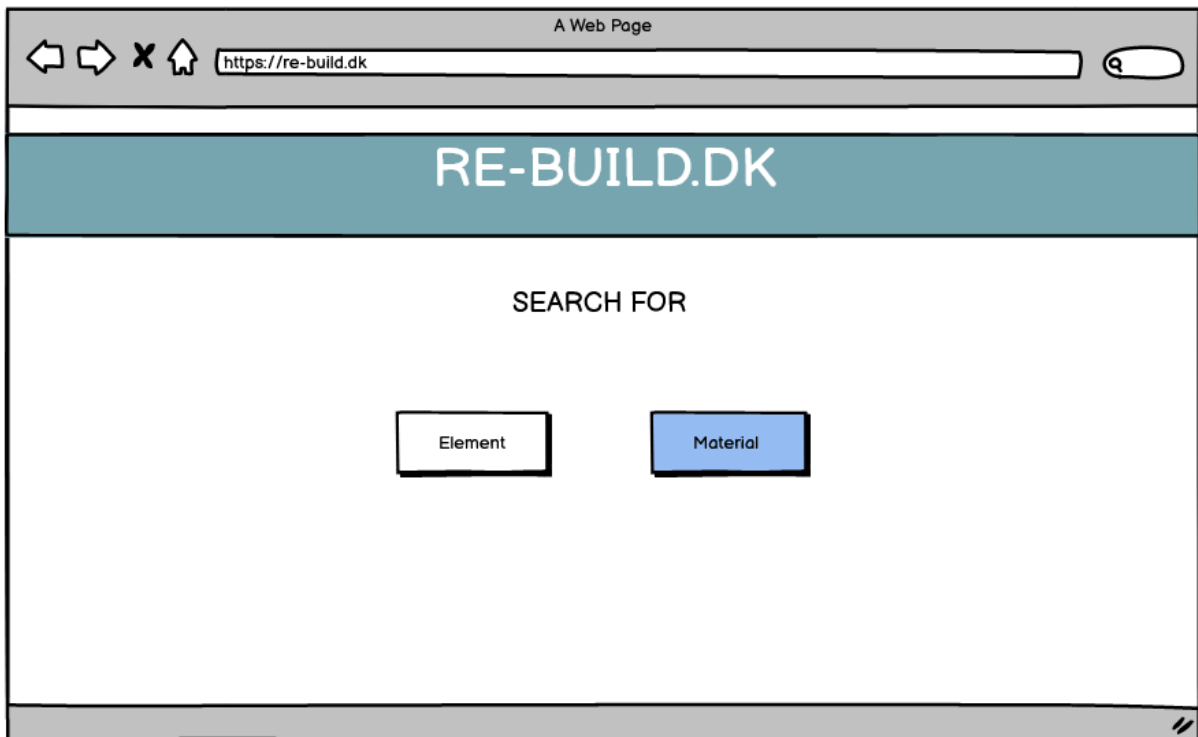 A Web Page
https://re-build.dk
RE-BUILD.DK
SEARCH FOR
Element
Material